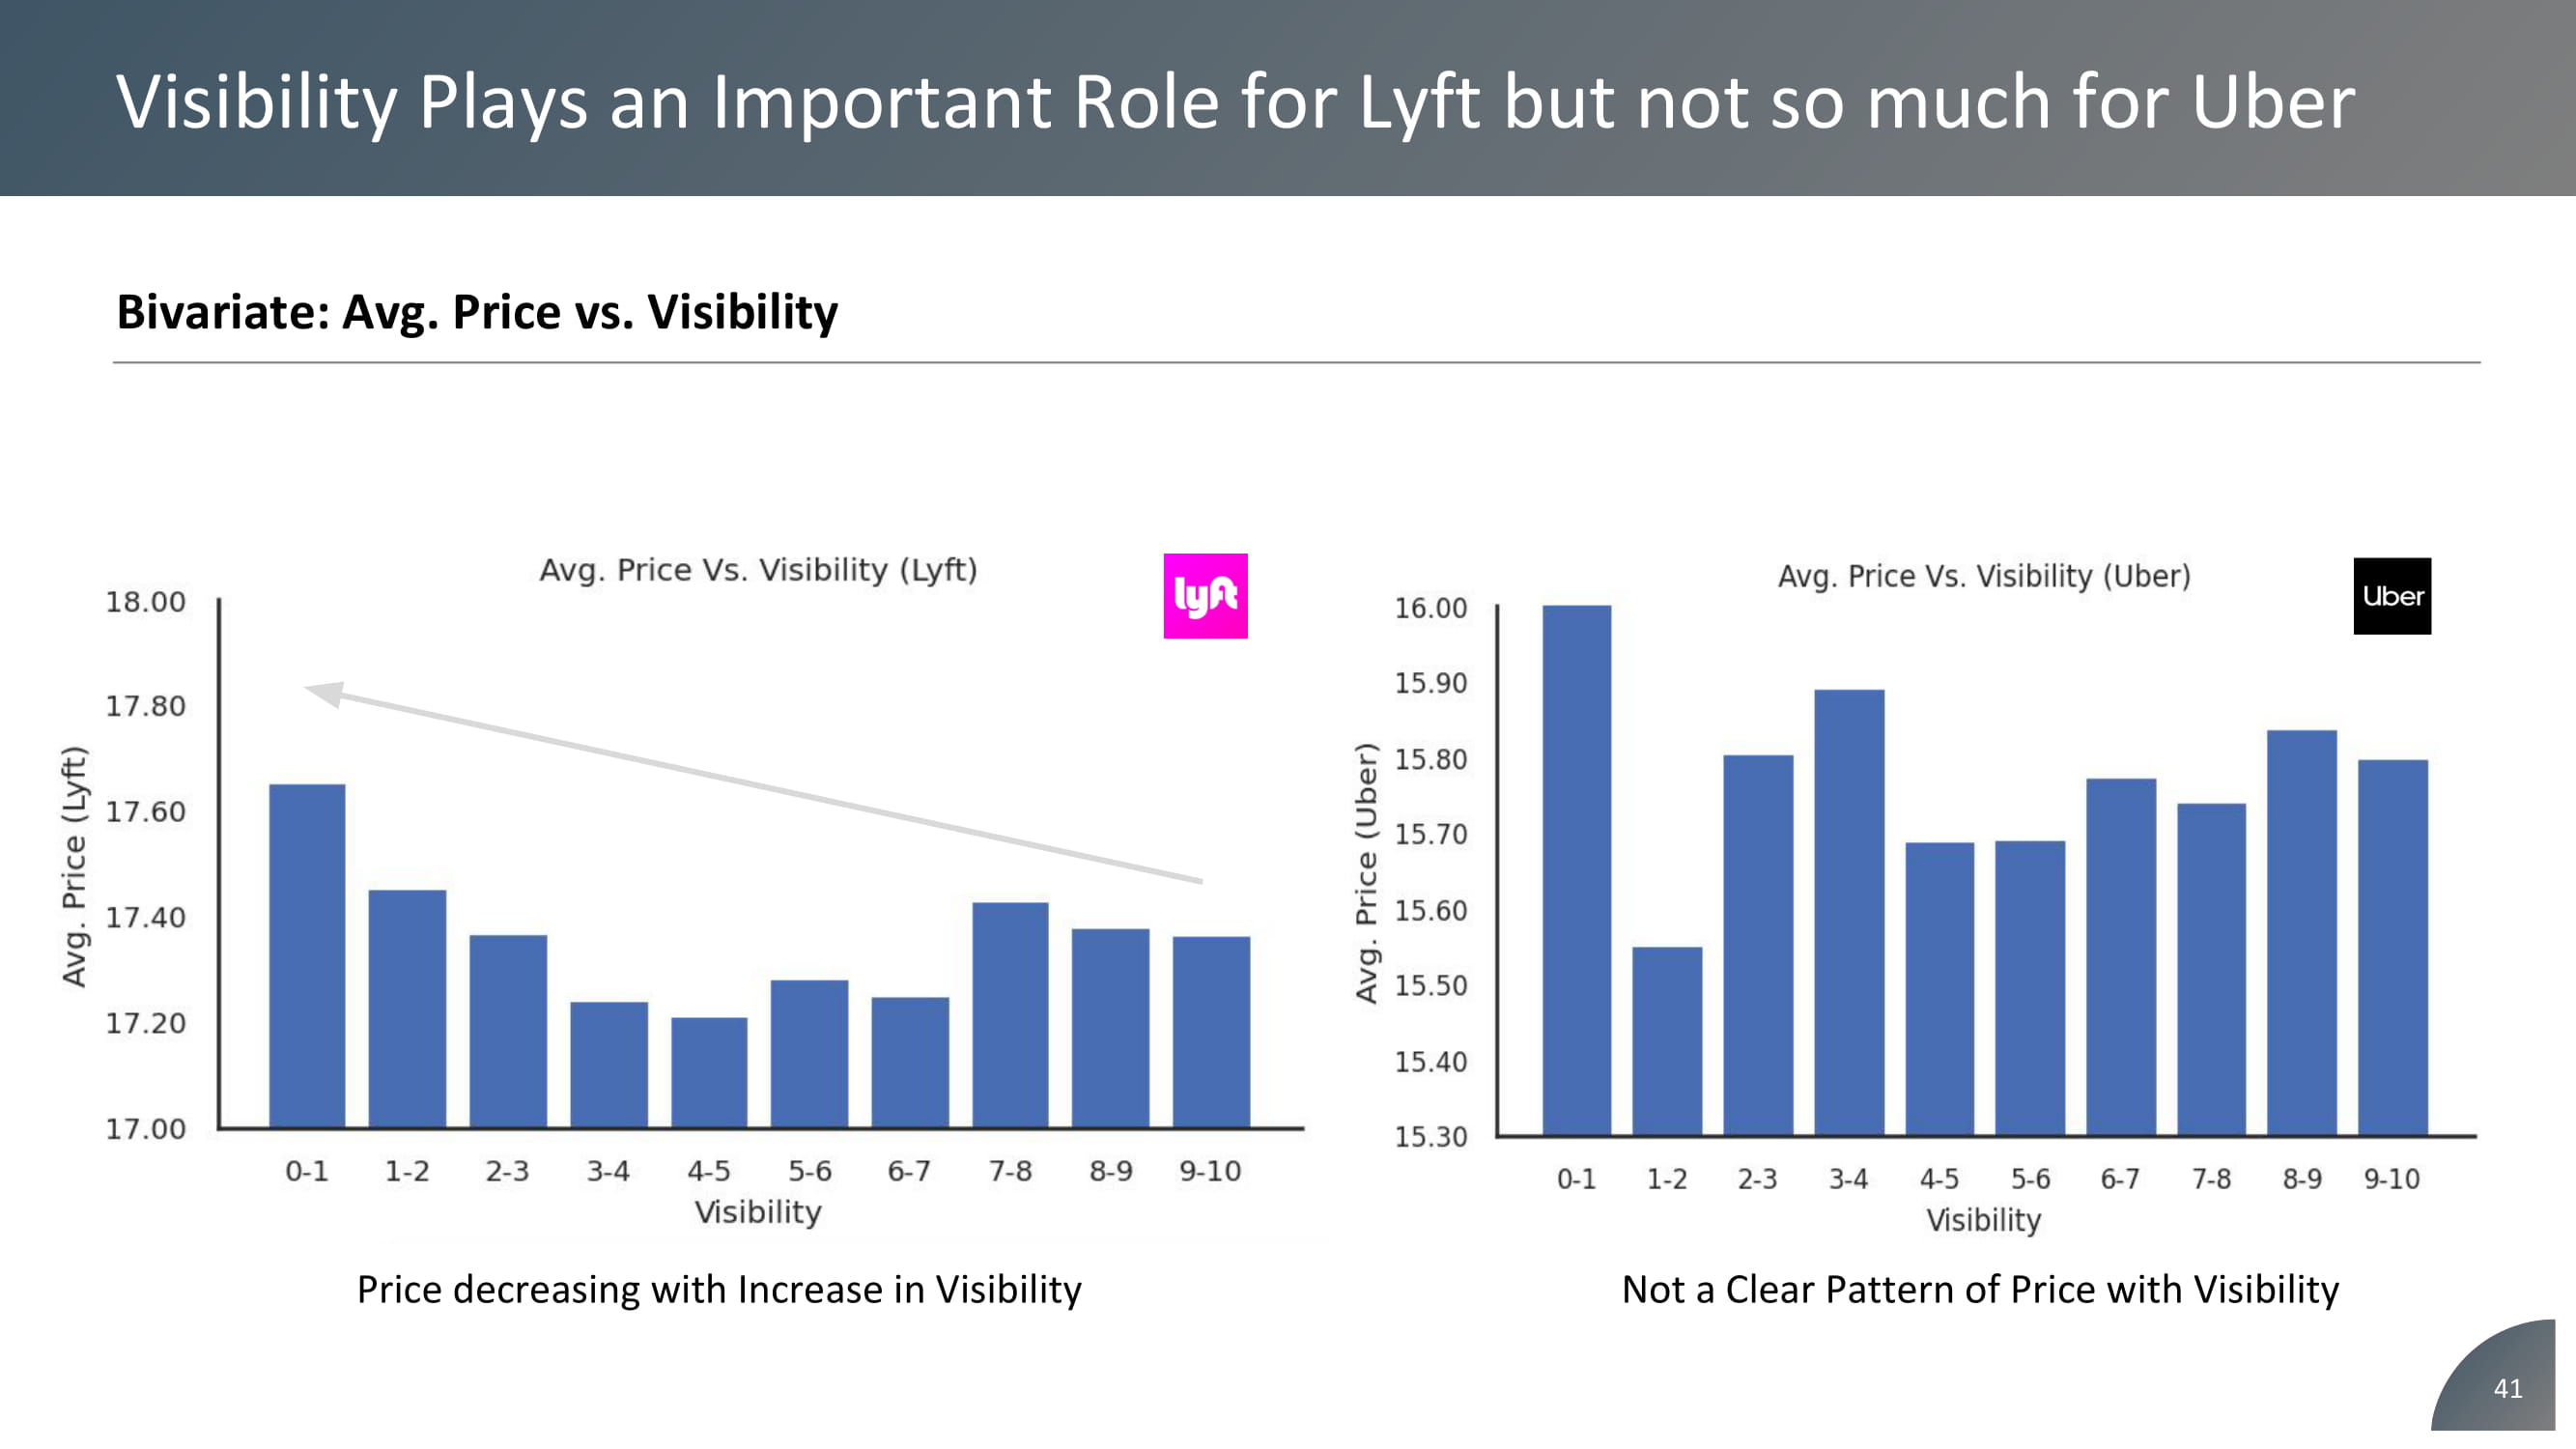 Visibility Plays an Important Role for Lyft but not so much for Uber
Bivariate: Avg. Price vs. Visibility
Avg. Price Vs. Visibility (Lyft)
lyft
18.00
17.80
17.60
17.40
17.20
17.00
Avg. Price (Lyft)
0-1 1-2 2-3 3-4 4-5 5-6 6-7 7-8 8-9 9-10
Visibility
Price decreasing with Increase in Visibility
Avg. Price Vs. Visibility (Uber)
Uber
16.00
15.90
15.80
15.70
15.60
15.50
15.40
15.30
Avg. Price (Uber)
0-1 1-2 2-3 3-4 4-5 5-6 6-7 7-8 8-9 9-10
Visibility
Not a Clear Pattern of Price with Visibility
41